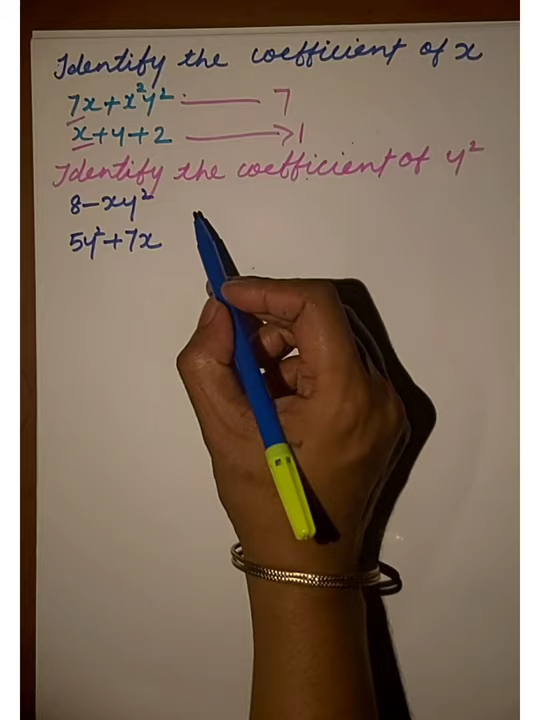 Identify the coefficient of x
7x+x²y² —— 7
x+y+2 ——> 1
Identify the coefficient of y²
8-xy²
5y²+7x